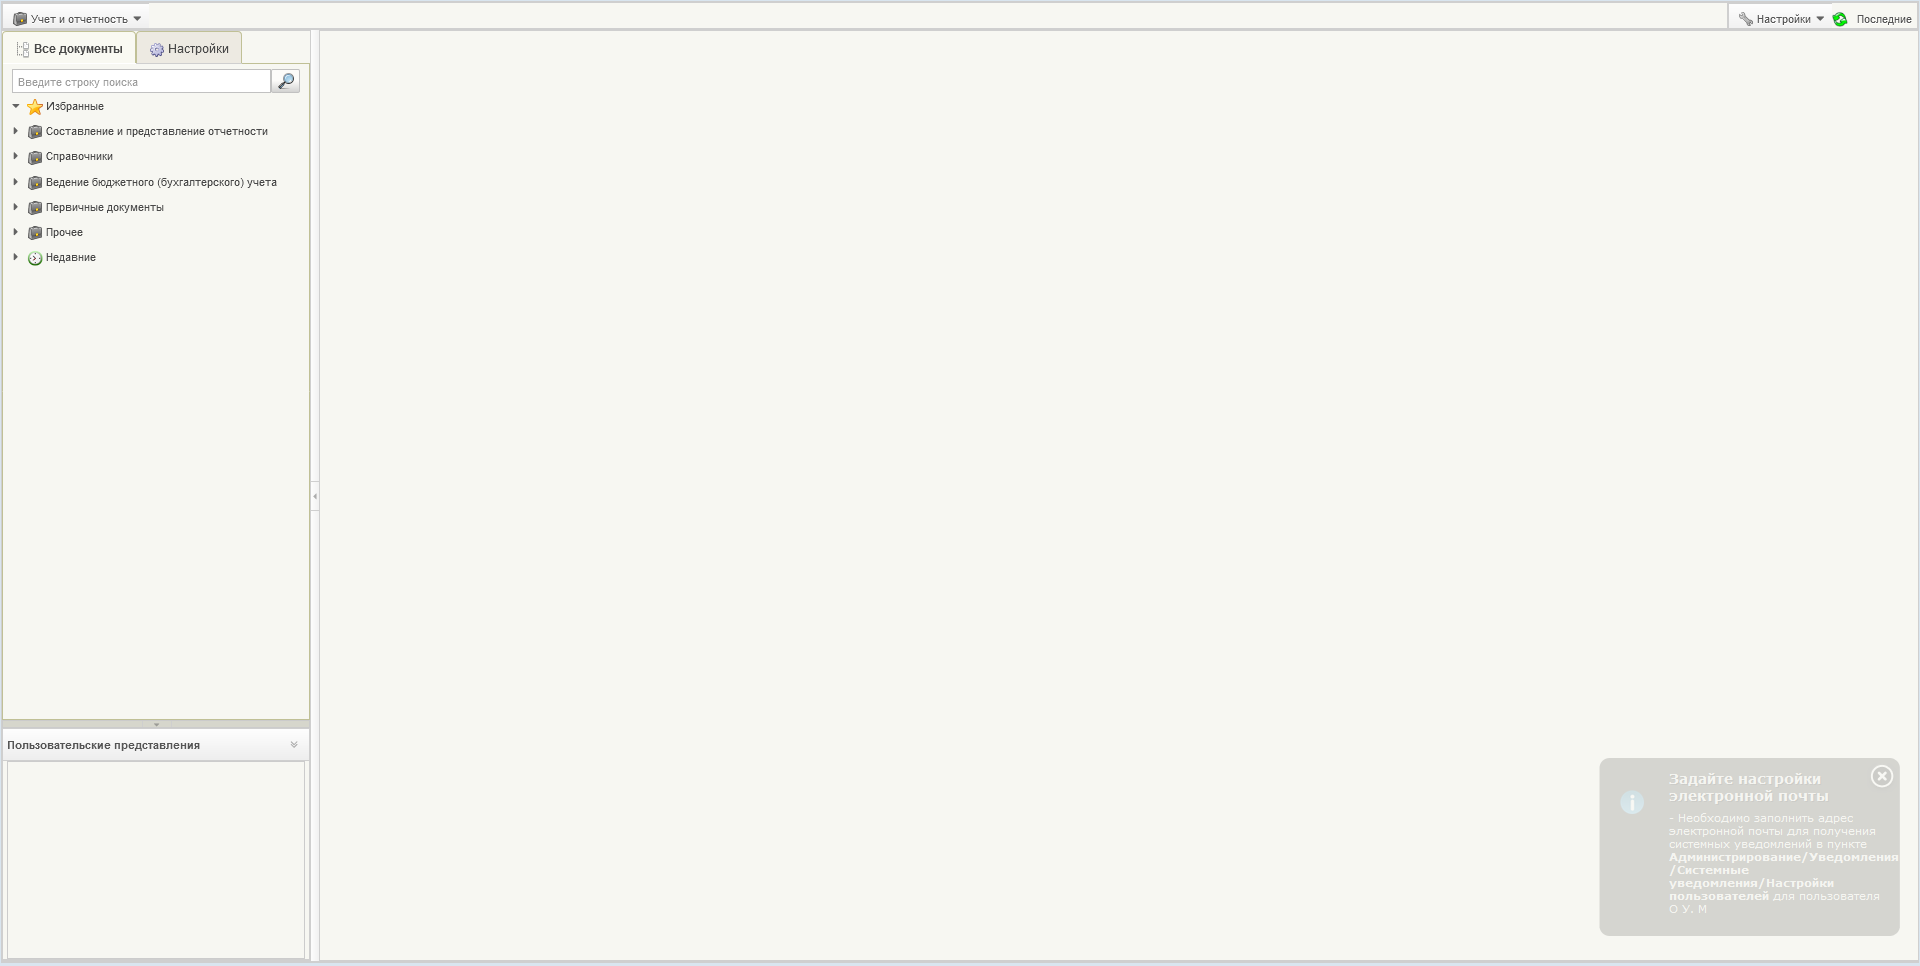 Учет и отчетность
Настройки
Последние
Все документы
Настройки
Введите строку поиска
Избранные
Составление и представление отчетности
Справочники
Ведение бюджетного (бухгалтерского) учета
Первичные документы
Прочее
Недавние
Пользовательские представления
Задайте настройки
электронной почты
- Необходимо заполнить адрес
электронной почты для получения
системных уведомлений в пункте
Администрирование/Уведомления
/Системные
уведомления/Настройки
пользователей для пользователя
О У. М